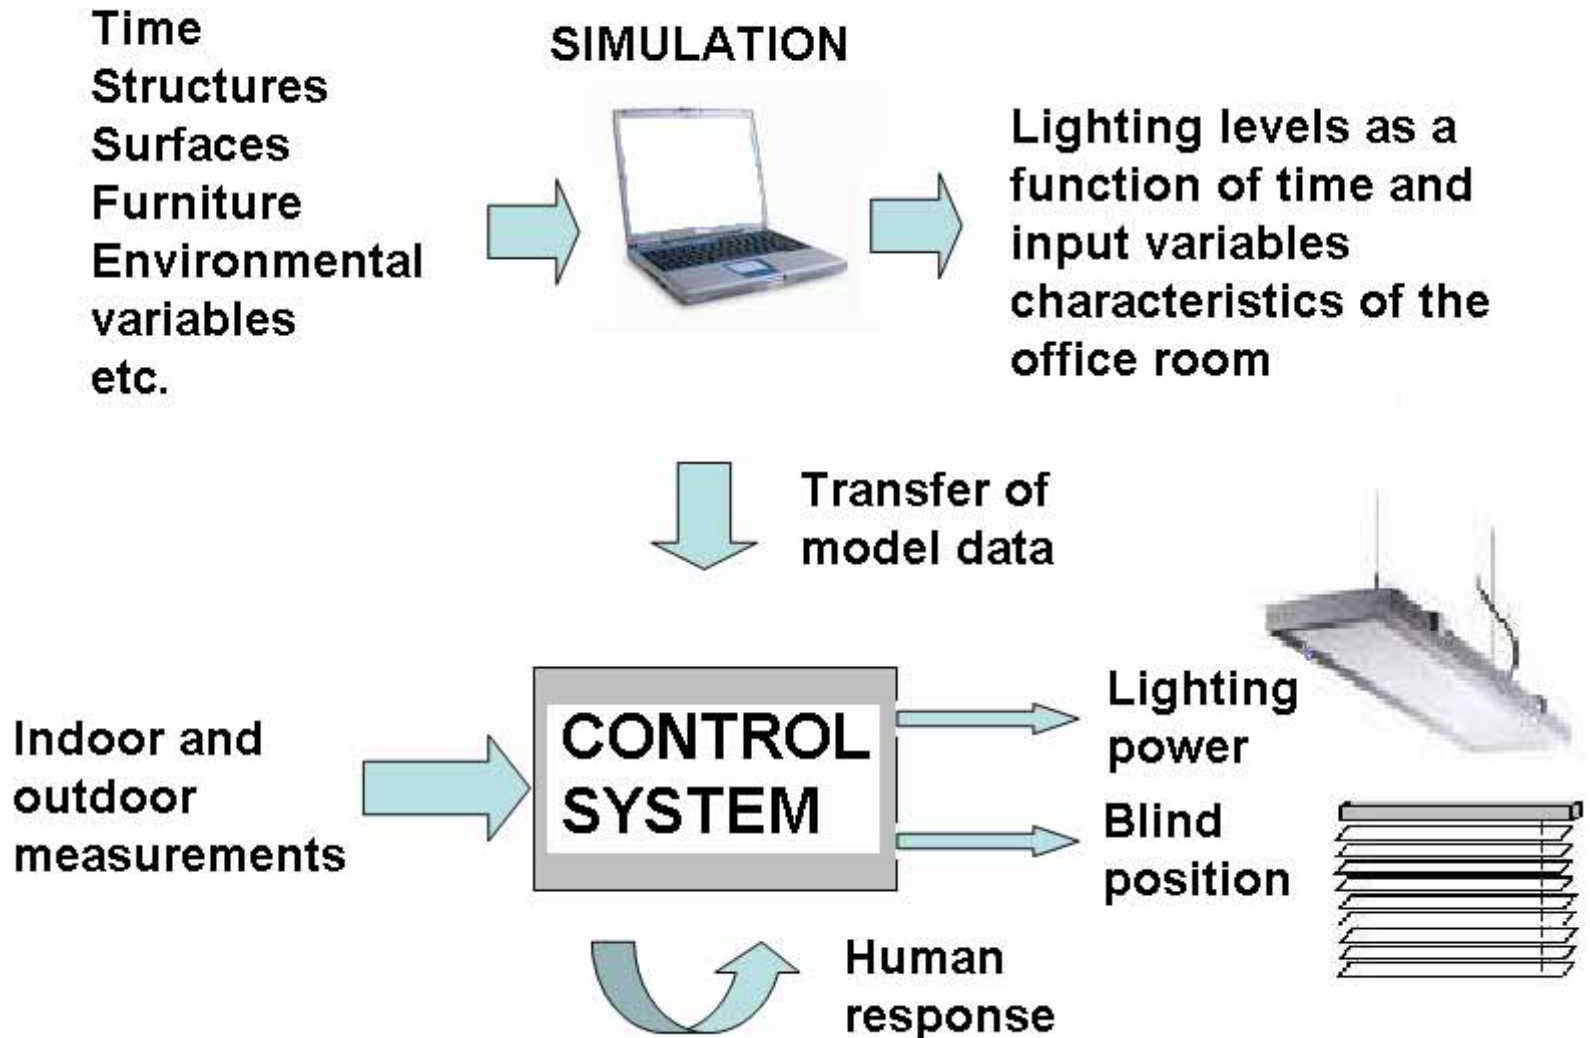 Time
Structures
Surfaces
Furniture
Environmental
variables
etc.
SIMULATION
Lighting levels as a
function of time and
input variables
characteristics of the
office room
Transfer of
model data
Indoor and
outdoor
measurements
CONTROL
SYSTEM
Lighting
power
Blind
position
Human
response